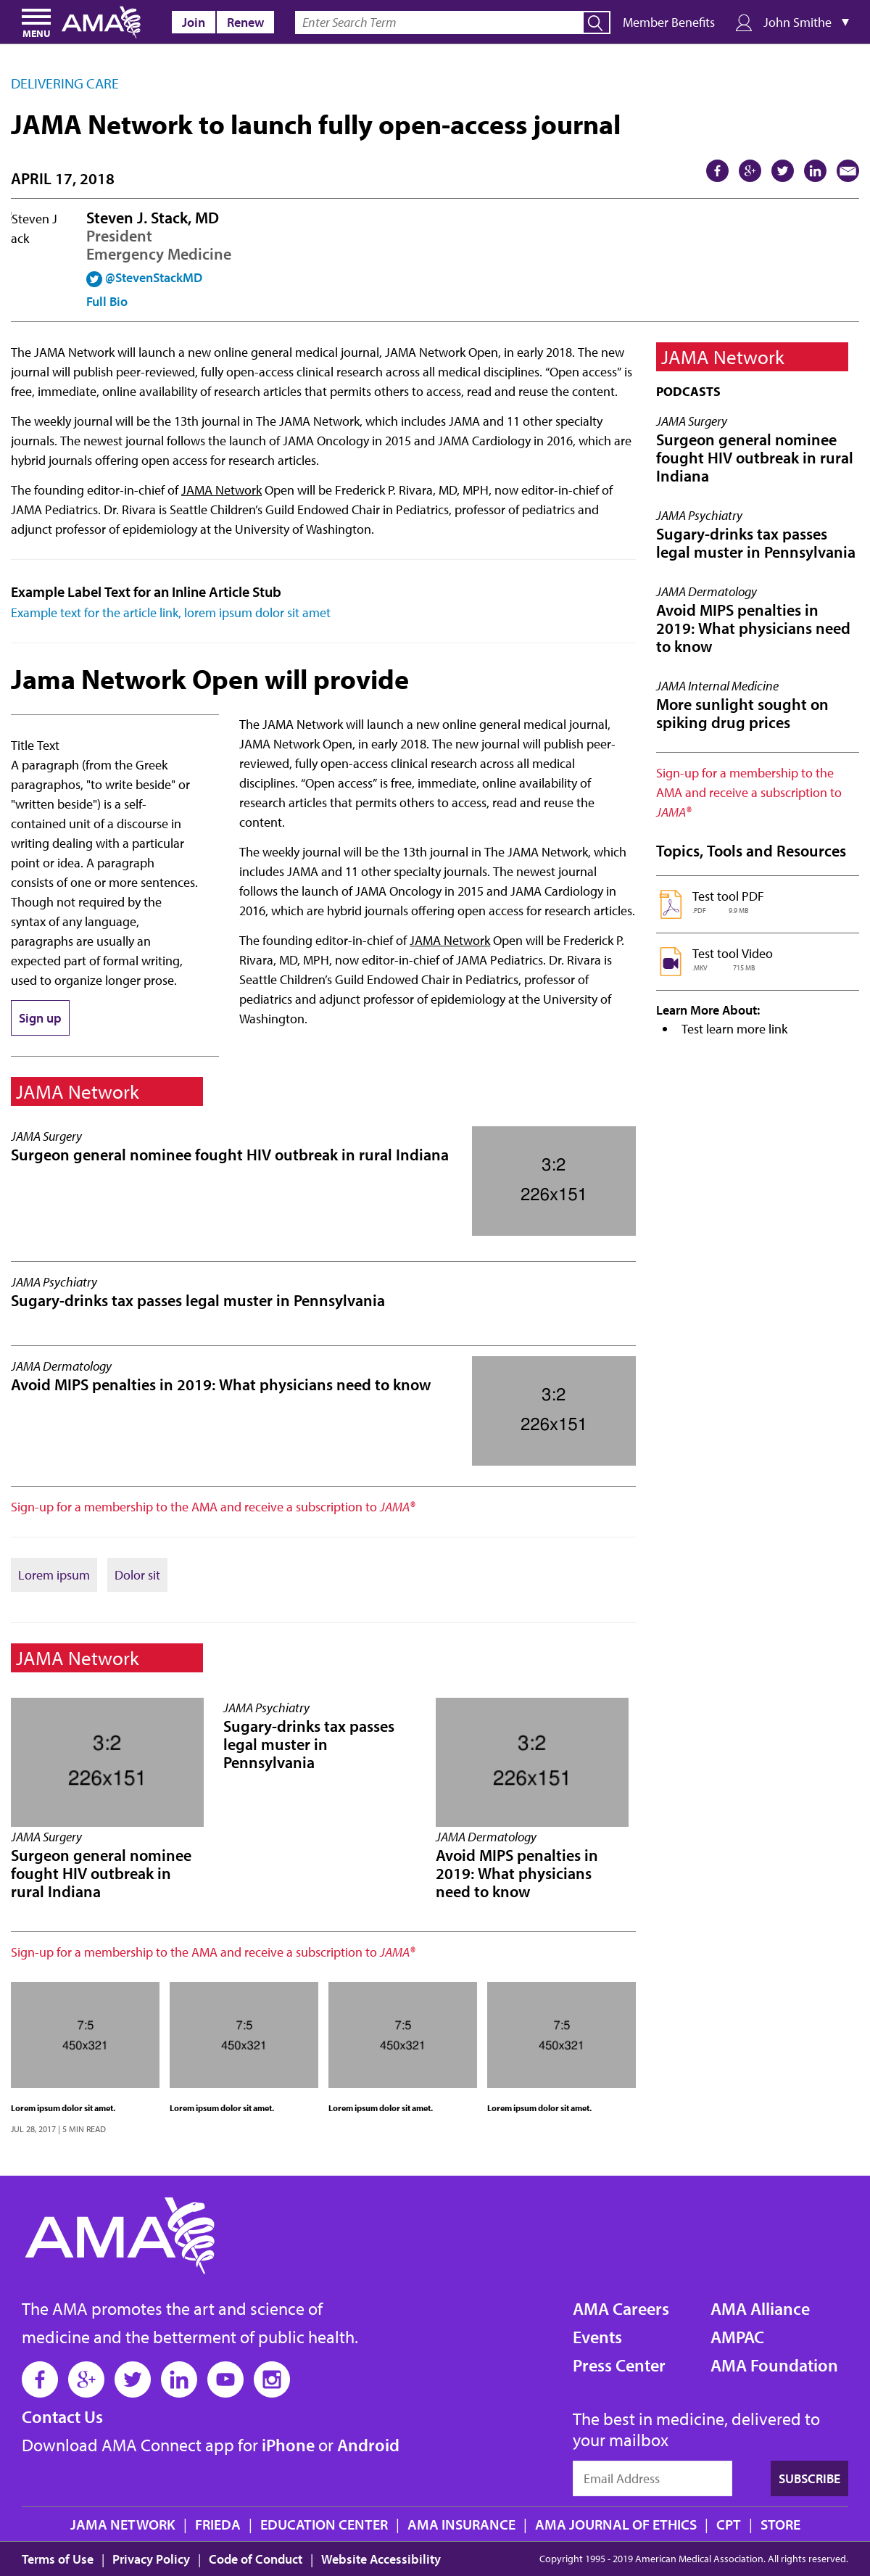 MENU
AMA
Join
Renew
Enter Search Term
Member Benefits
John Smithe ▼
DELIVERING CARE
JAMA Network to launch fully open-access journal
APRIL 17, 2018
Steven J
ack
Steven J. Stack, MD
President
Emergency Medicine
@StevenStackMD
Full Bio
The JAMA Network will launch a new online general medical journal, JAMA Network Open, in early 2018. The new
journal will publish peer-reviewed, fully open-access clinical research across all medical disciplines. “Open access” is
free, immediate, online availability of research articles that permits others to access, read and reuse the content.
The weekly journal will be the 13th journal in The JAMA Network, which includes JAMA and 11 other specialty
journals. The newest journal follows the launch of JAMA Oncology in 2015 and JAMA Cardiology in 2016, which are
hybrid journals offering open access for research articles.
The founding editor-in-chief of JAMA Network Open will be Frederick P. Rivara, MD, MPH, now editor-in-chief of
JAMA Pediatrics. Dr. Rivara is Seattle Children’s Guild Endowed Chair in Pediatrics, professor of pediatrics and
adjunct professor of epidemiology at the University of Washington.
Example Label Text for an Inline Article Stub
Example text for the article link, lorem ipsum dolor sit amet
Jama Network Open will provide
Title Text
A paragraph (from the Greek
paragraphos, "to write beside" or
"written beside") is a self-
contained unit of a discourse in
writing dealing with a particular
point or idea. A paragraph
consists of one or more sentences.
Though not required by the
syntax of any language,
paragraphs are usually an
expected part of formal writing,
used to organize longer prose.
Sign up
The JAMA Network will launch a new online general medical journal,
JAMA Network Open, in early 2018. The new journal will publish peer-
reviewed, fully open-access clinical research across all medical
disciplines. “Open access” is free, immediate, online availability of
research articles that permits others to access, read and reuse the
content.
The weekly journal will be the 13th journal in The JAMA Network, which
includes JAMA and 11 other specialty journals. The newest journal
follows the launch of JAMA Oncology in 2015 and JAMA Cardiology in
2016, which are hybrid journals offering open access for research articles.
The founding editor-in-chief of JAMA Network Open will be Frederick P.
Rivara, MD, MPH, now editor-in-chief of JAMA Pediatrics. Dr. Rivara is
Seattle Children’s Guild Endowed Chair in Pediatrics, professor of
pediatrics and adjunct professor of epidemiology at the University of
Washington.
JAMA Network
JAMA Surgery
Surgeon general nominee fought HIV outbreak in rural Indiana
3:2
226x151
JAMA Psychiatry
Sugary-drinks tax passes legal muster in Pennsylvania
JAMA Dermatology
Avoid MIPS penalties in 2019: What physicians need to know
3:2
226x151
Sign-up for a membership to the AMA and receive a subscription to JAMA®
Lorem ipsum
Dolor sit
JAMA Network
3:2
226x151
JAMA Surgery
Surgeon general nominee
fought HIV outbreak in
rural Indiana
JAMA Psychiatry
Sugary-drinks tax passes
legal muster in
Pennsylvania
3:2
226x151
JAMA Dermatology
Avoid MIPS penalties in
2019: What physicians
need to know
Sign-up for a membership to the AMA and receive a subscription to JAMA®
7:5
450x321
Lorem ipsum dolor sit amet.
JUL 28, 2017 | 5 MIN READ
7:5
450x321
Lorem ipsum dolor sit amet.
7:5
450x321
Lorem ipsum dolor sit amet.
7:5
450x321
Lorem ipsum dolor sit amet.
JAMA Network
PODCASTS
JAMA Surgery
Surgeon general nominee
fought HIV outbreak in rural
Indiana
JAMA Psychiatry
Sugary-drinks tax passes
legal muster in Pennsylvania
JAMA Dermatology
Avoid MIPS penalties in
2019: What physicians need
to know
JAMA Internal Medicine
More sunlight sought on
spiking drug prices
Sign-up for a membership to the
AMA and receive a subscription to
JAMA®
Topics, Tools and Resources
Test tool PDF
.PDF 9.9 MB
Test tool Video
.MKV 715 MB
Learn More About:
• Test learn more link
AMA
The AMA promotes the art and science of
medicine and the betterment of public health.
Contact Us
Download AMA Connect app for iPhone or Android
AMA Careers
Events
Press Center
AMA Alliance
AMPAC
AMA Foundation
The best in medicine, delivered to
your mailbox
Email Address
SUBSCRIBE
JAMA NETWORK | FRIEDA | EDUCATION CENTER | AMA INSURANCE | AMA JOURNAL OF ETHICS | CPT | STORE
Terms of Use | Privacy Policy | Code of Conduct | Website Accessibility
Copyright 1995 - 2019 American Medical Association. All rights reserved.